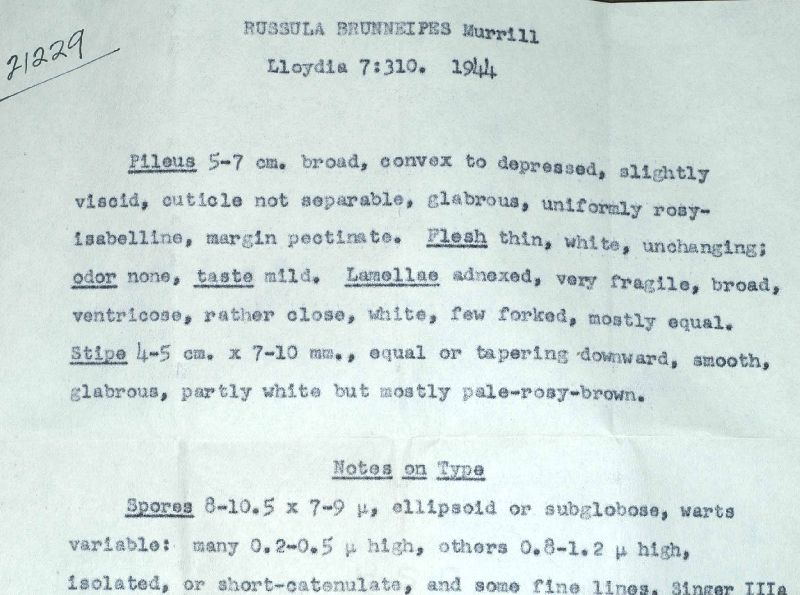 21229
RUSSULA BRUNNEIPES Murrill
Lloydia 7:310. 1944
Pileus 5-7 cm. broad, convex to depressed, slightly
viscid, cuticle not separable, glabrous, uniformly rosy-
isabelline, margin pectinate. Flesh thin, white, unchanging;
odor none, taste mild. Lamellae adnexed, very fragile, broad,
ventricose, rather close, white, few forked, mostly equal.
Stipe 4-5 cm. x 7-10 mm., equal or tapering downward, smooth,
glabrous, partly white but mostly pale-rosy-brown.
Notes on Type
Spores 8-10.5 x 7-9 µ, ellipsoid or subglobose, warts
variable: many 0.2-0.5 µ high, others 0.8-1.2 µ high,
isolated, or short-catenulate, and some fine lines. Singer IIIa